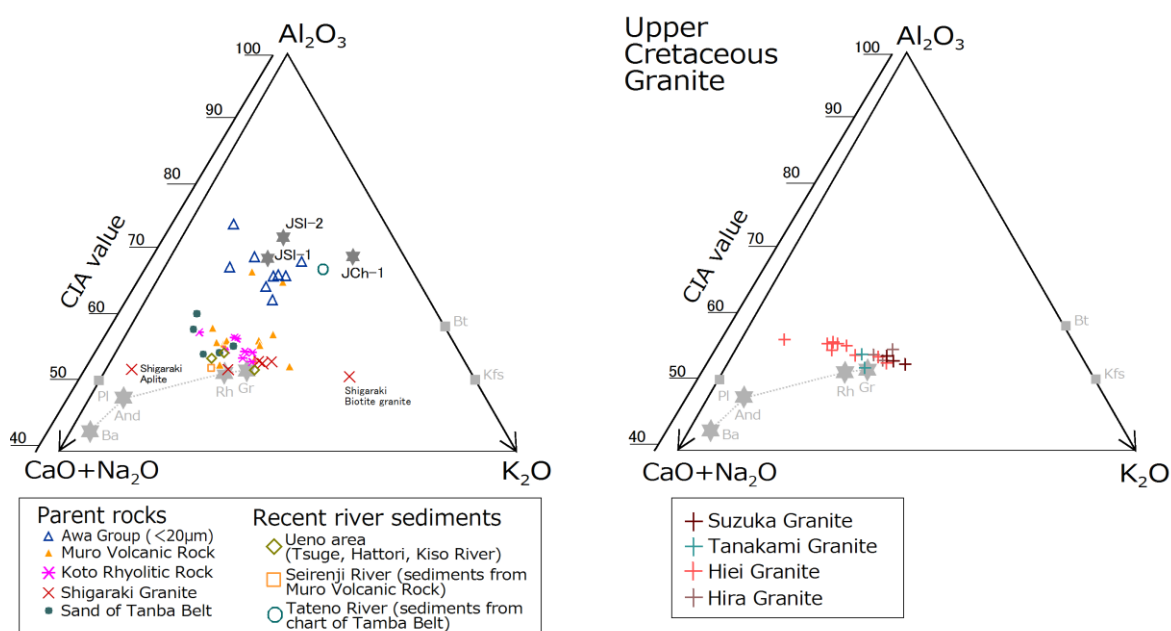 Al₂O₃
100
90
80
70
60
50
40
CIA value
JSl-2
JSl-1
JCh-1
Bt
Kfs
Shigaraki
Aplite
Shigaraki
Biotite granite
Pl
And
Ba
Rh
Gr
CaO+Na₂O
K₂O
Parent rocks
Awa Group (<20μm)
Muro Volcanic Rock
Koto Rhyolitic Rock
Shigaraki Granite
Sand of Tanba Belt
Recent river sediments
Ueno area
(Tsuge, Hattori, Kiso River)
Seirenji River (sediments from
Muro Volcanic Rock)
Tateno River (sediments from
chart of Tamba Belt)
Upper
Cretaceous
Granite
Al₂O₃
100
90
80
70
60
50
40
CIA value
Bt
Kfs
Pl
And
Ba
Rh
Gr
CaO+Na₂O
K₂O
Suzuka Granite
Tanakami Granite
Hiei Granite
Hira Granite